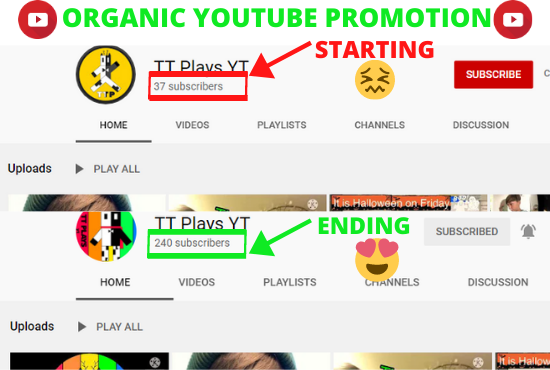 ORGANIC YOUTUBE PROMOTION
STARTING
TT Plays YT
37 subscribers
SUBSCRIBE
C
HOME VIDEOS PLAYLISTS CHANNELS DISCUSSION
Uploads PLAY ALL
It is Halloween on Friday
TT Plays YT
ENDING
240 subscribers
SUBSCRIBED
HOME VIDEOS PLAYLISTS CHANNELS DISCUSSION
Uploads PLAY ALL
It is Halloween